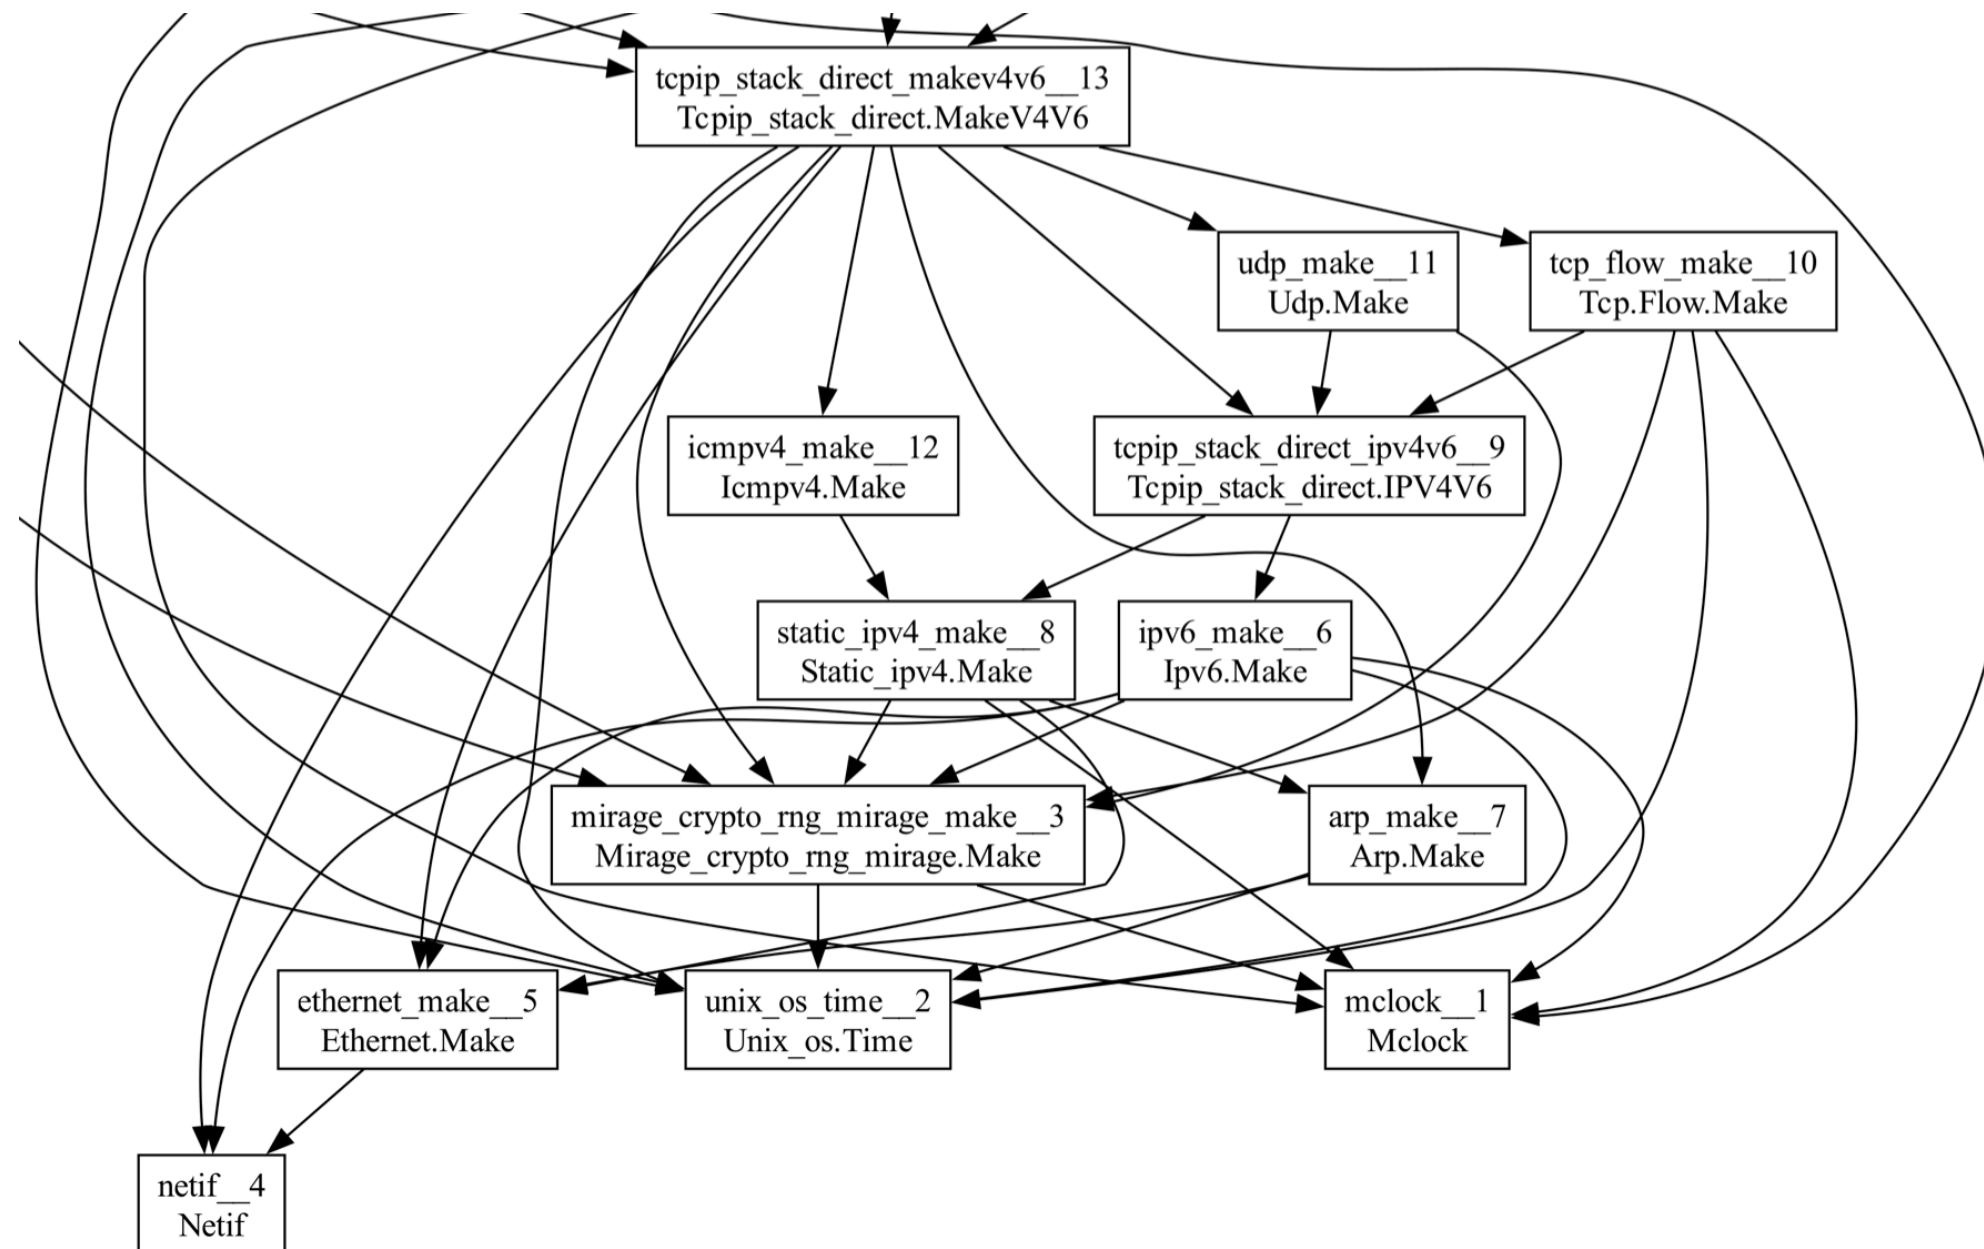 tcpip_stack_direct_makev4v6__13
Tcpip_stack_direct.MakeV4V6
udp_make__11
Udp.Make
tcp_flow_make__10
Tcp.Flow.Make
icmpv4_make__12
Icmpv4.Make
tcpip_stack_direct_ipv4v6__9
Tcpip_stack_direct.IPV4V6
static_ipv4_make__8
Static_ipv4.Make
ipv6_make__6
Ipv6.Make
mirage_crypto_rng_mirage_make__3
Mirage_crypto_rng_mirage.Make
arp_make__7
Arp.Make
ethernet_make__5
Ethernet.Make
unix_os_time__2
Unix_os.Time
mclock__1
Mclock
netif__4
Netif